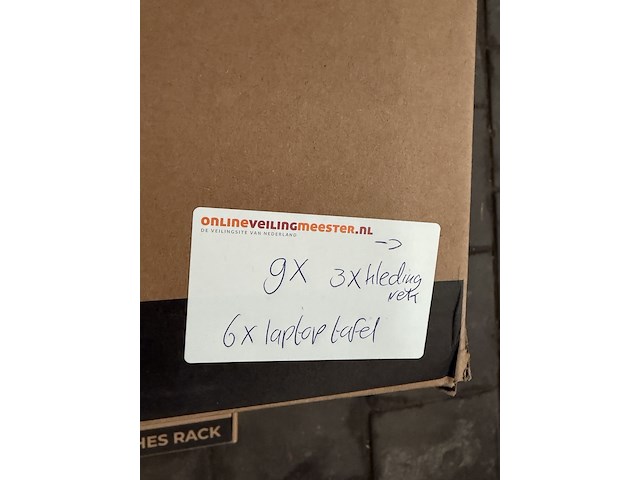 ONLINEVEILINGMEESTER.NL
DE VEILINGSITE VAN NEDERLAND
→
9X 3X kleding
rek
6X laptop tafel
HES RACK